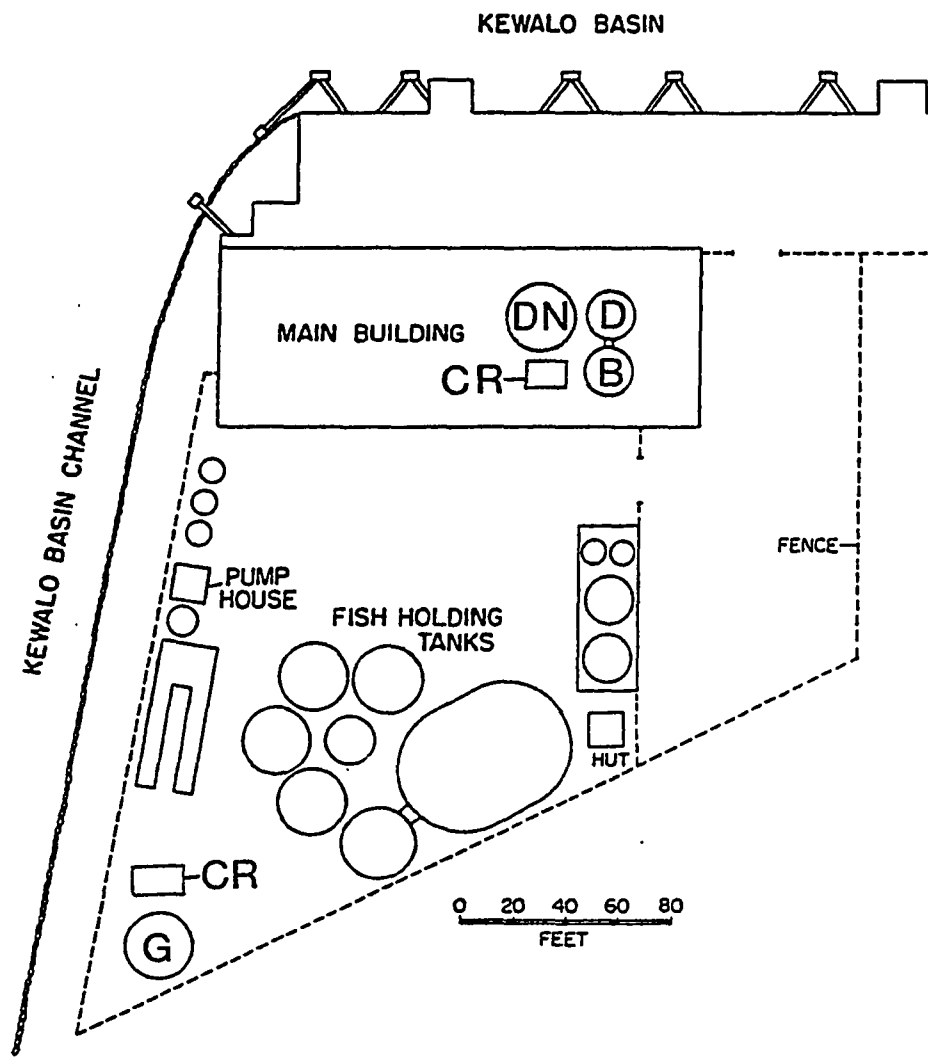 KEWALO BASIN
MAIN BUILDING
DN
D
CR
B
KEWALO BASIN CHANNEL
FENCE
PUMP
HOUSE
FISH HOLDING
TANKS
HUT
CR
G
0 20 40 60 80
FEET